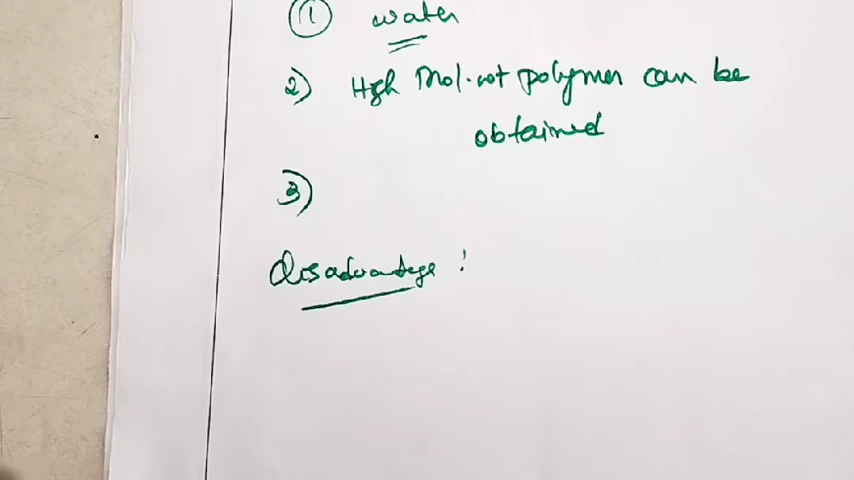 ① water
2) High Mol.wt polymer can be
obtained
3)
disadvantage :